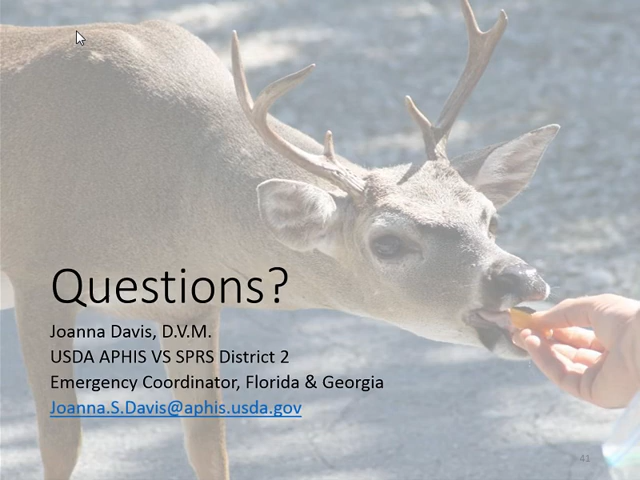 Questions?
Joanna Davis, D.V.M.
USDA APHIS VS SPRS District 2
Emergency Coordinator, Florida & Georgia
Joanna.S.Davis@aphis.usda.gov
41